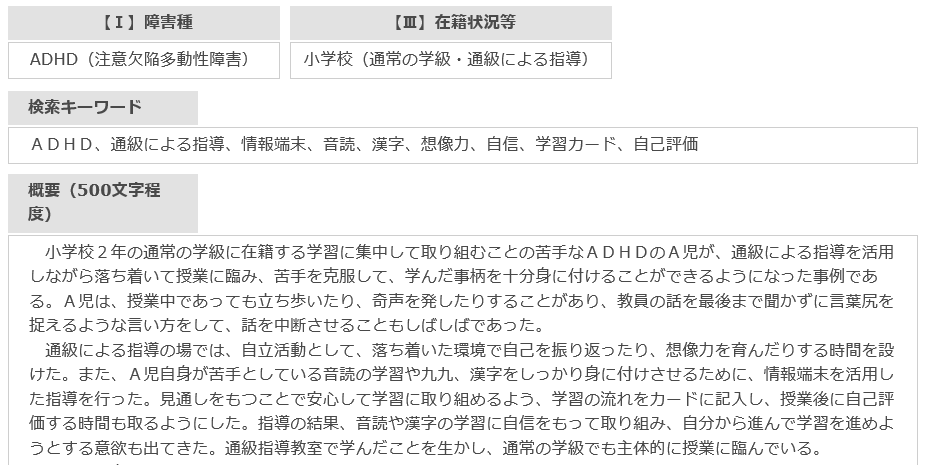 【Ⅰ】障害種
【Ⅲ】在籍状況等
ADHD（注意欠陥多動性障害）
小学校（通常の学級・通級による指導）
検索キーワード
ＡＤＨＤ、通級による指導、情報端末、音読、漢字、想像力、自信、学習カード、自己評価
概要（500文字程
度）
小学校２年の通常の学級に在籍する学習に集中して取り組むことの苦手なＡＤＨＤのＡ児が、通級による指導を活用
しながら落ち着いて授業に臨み、苦手を克服して、学んだ事柄を十分身に付けることができるようになった事例であ
る。Ａ児は、授業中であっても立ち歩いたり、奇声を発したりすることがあり、教員の話を最後まで聞かずに言葉尻を
捉えるような言い方をして、話を中断させることもしばしばであった。
通級による指導の場では、自立活動として、落ち着いた環境で自己を振り返ったり、想像力を育んだりする時間を設
けた。また、Ａ児自身が苦手としている音読の学習や九九、漢字をしっかり身に付けさせるために、情報端末を活用し
た指導を行った。見通しをもつことで安心して学習に取り組めるよう、学習の流れをカードに記入し、授業後に自己評
価する時間も取るようにした。指導の結果、音読や漢字の学習に自信をもって取り組み、自分から進んで学習を進めよ
うとする意欲も出てきた。通級指導教室で学んだことを生かし、通常の学級でも主体的に授業に臨んでいる。